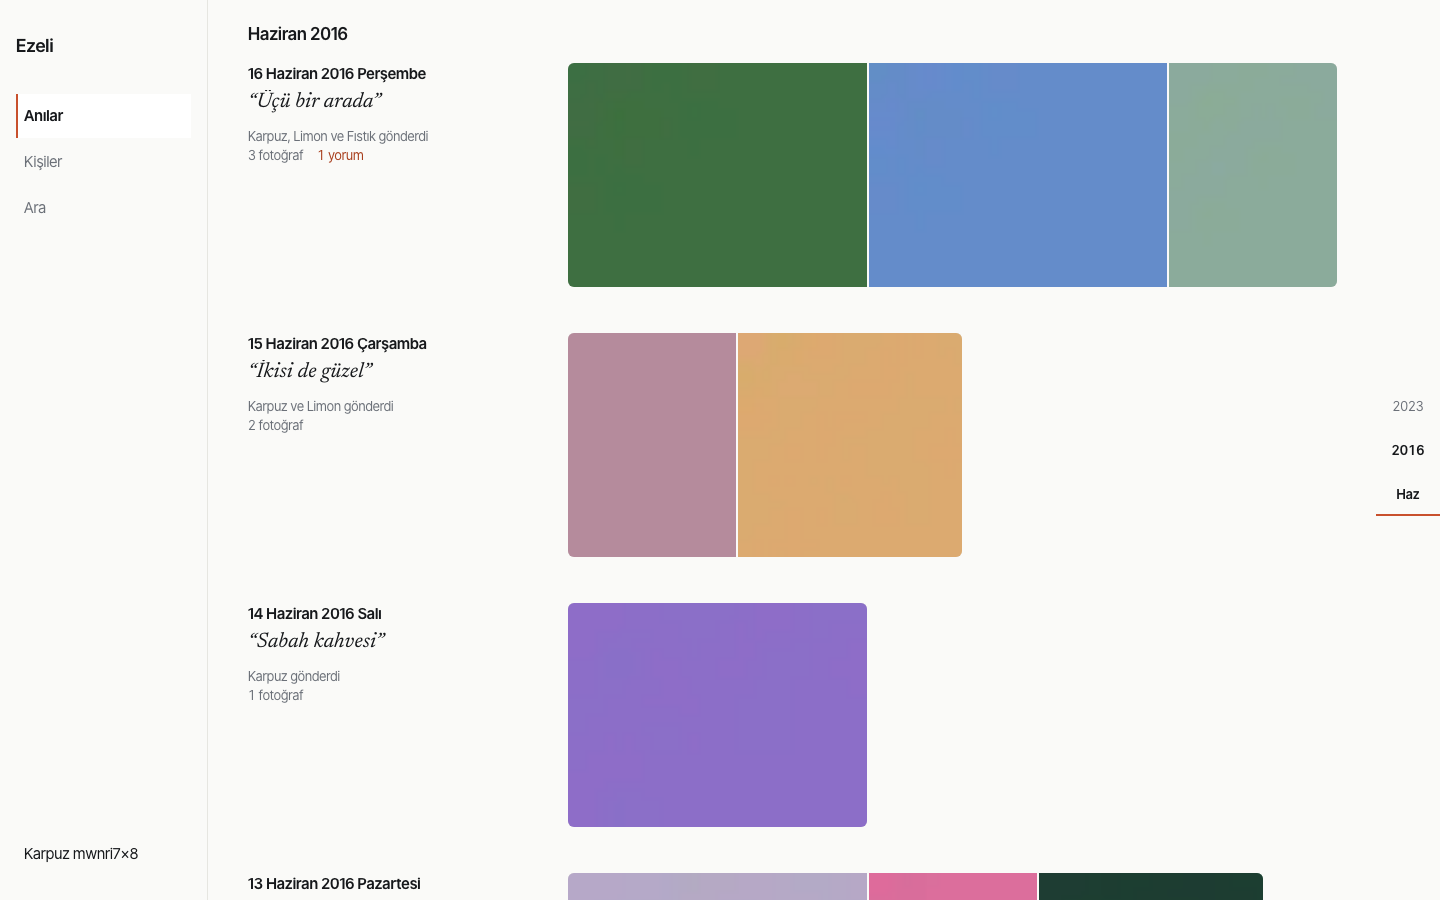 Ezeli
Anılar
Kişiler
Ara
Karpuz mwnri7x8
Haziran 2016
16 Haziran 2016 Perşembe
“Üçü bir arada”
Karpuz, Limon ve Fıstık gönderdi
3 fotoğraf 1 yorum
15 Haziran 2016 Çarşamba
“İkisi de güzel”
Karpuz ve Limon gönderdi
2 fotoğraf
14 Haziran 2016 Salı
“Sabah kahvesi”
Karpuz gönderdi
1 fotoğraf
13 Haziran 2016 Pazartesi
2023
2016
Haz